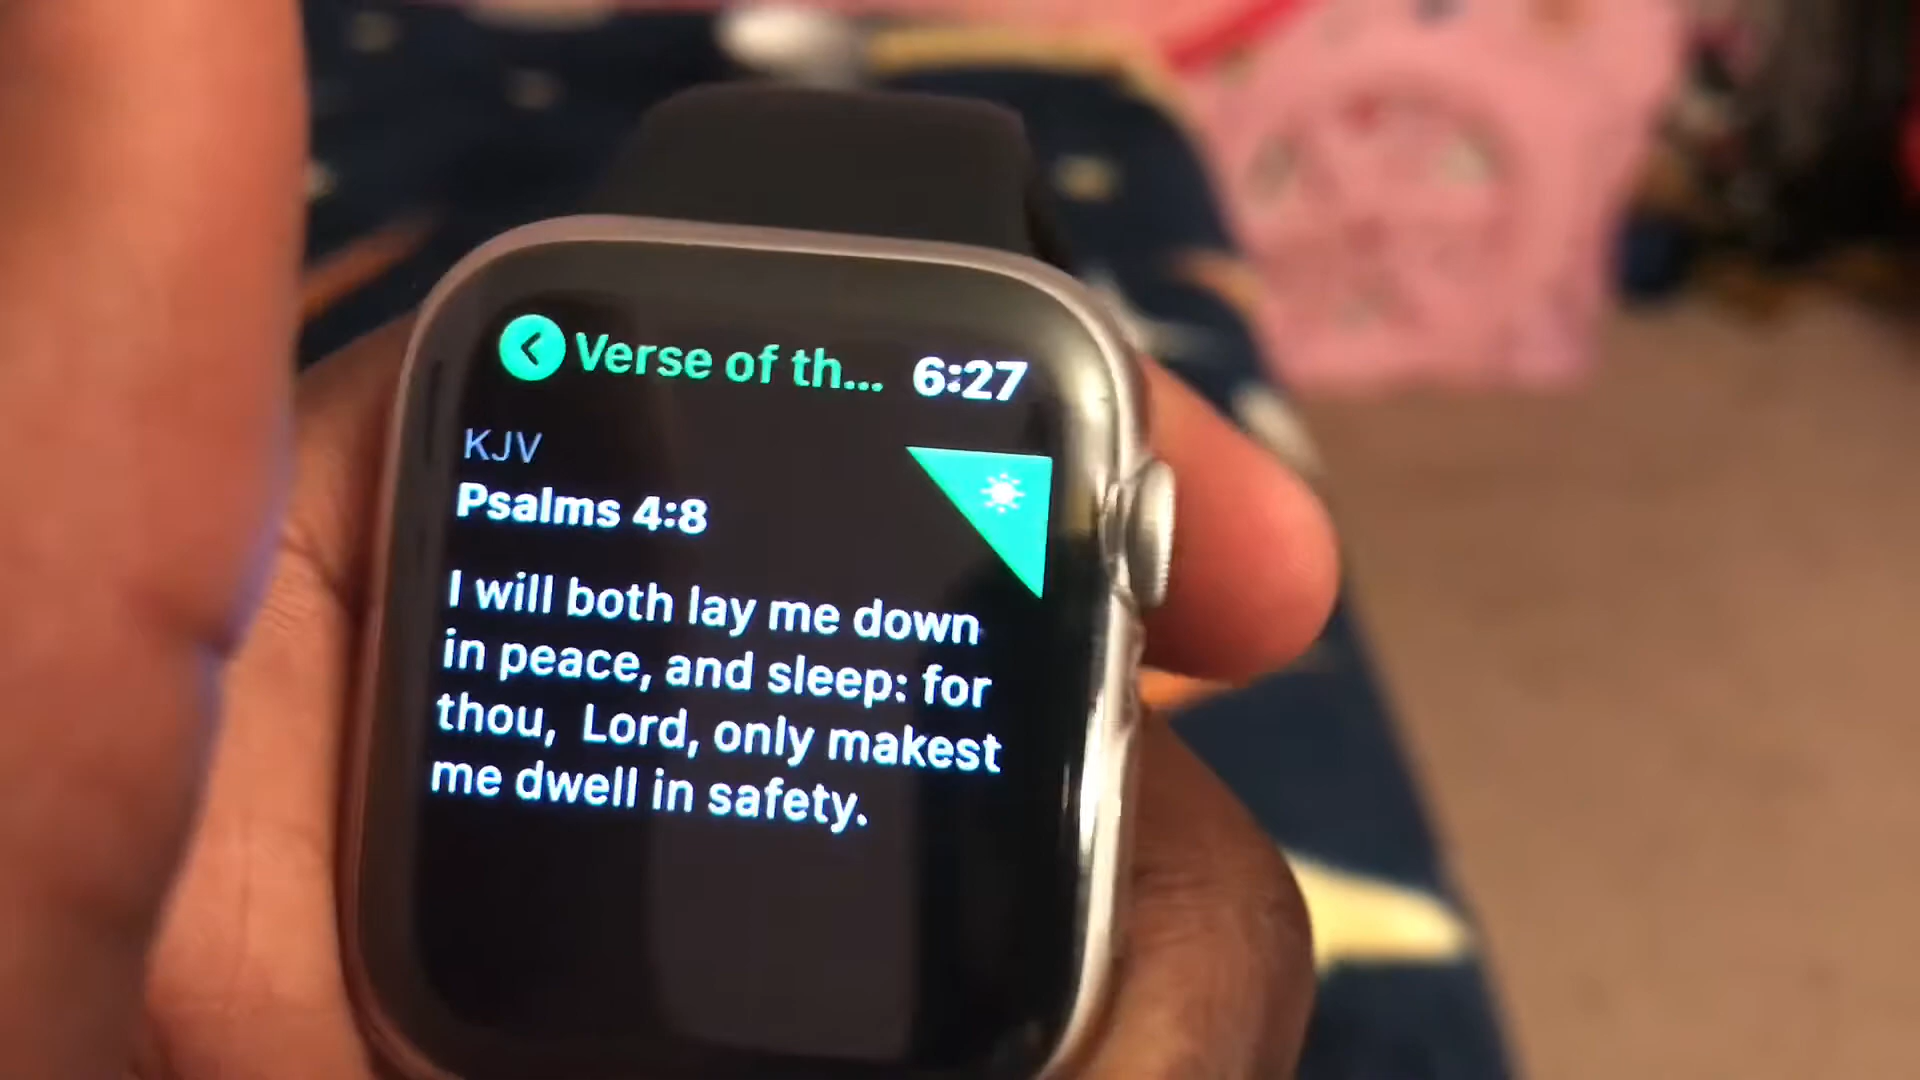 Verse of th... 6:27
KJV
Psalms 4:8
I will both lay me down
in peace, and sleep: for
thou, Lord, only makest
me dwell in safety.